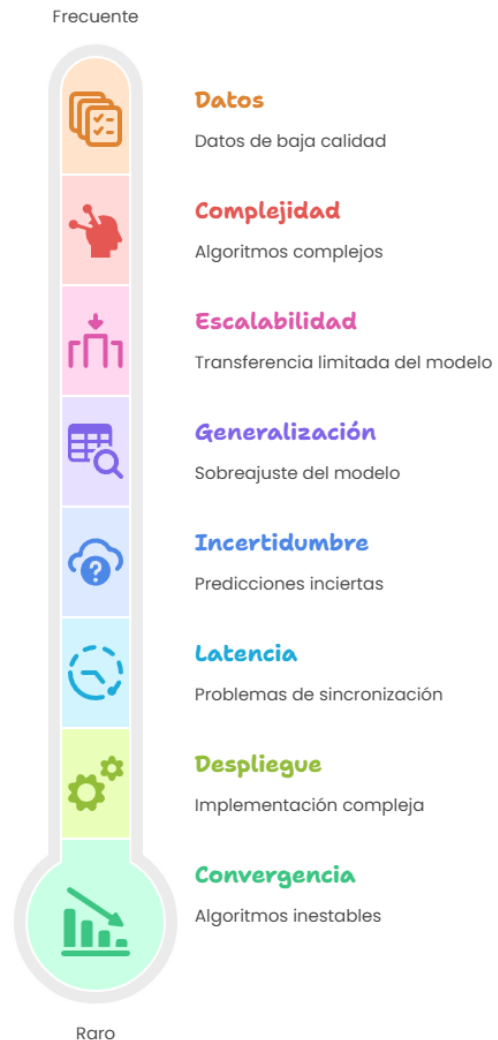 Frecuente
Datos
Datos de baja calidad
Complejidad
Algoritmos complejos
Escalabilidad
Transferencia limitada del modelo
Generalización
Sobreajuste del modelo
Incertidumbre
?
Predicciones inciertas
Latencia
Problemas de sincronización
Despliegue
Implementación compleja
Convergencia
Algoritmos inestables
Raro